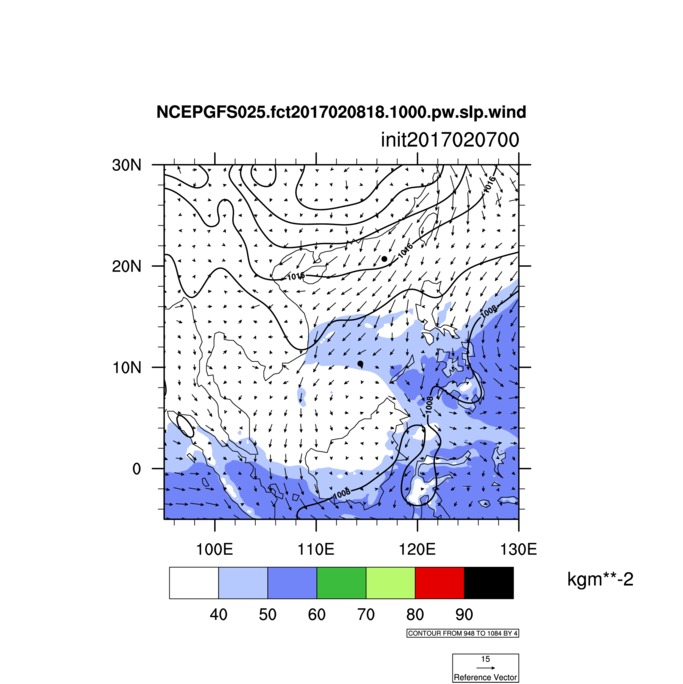 NCEPGFS025.fct2017020818.1000.pw.slp.wind
init2017020700
30N
1016
20N
1016
1016
1008
10N
1008
0
1008
100E 110E 120E 130E
kgm**-2
40 50 60 70 80 90
CONTOUR FROM 948 TO 1084 BY 4
15
Reference Vector